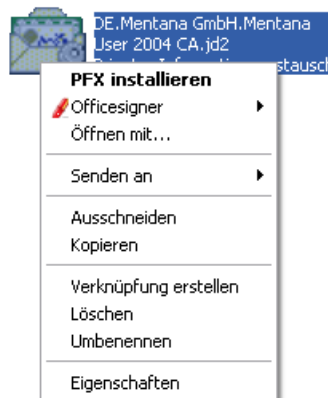 DE.Mentana GmbH.Mentana
User 2004 CA.jd2
PFX installieren
Officesigner
Öffnen mit...
Senden an
Ausschneiden
Kopieren
Verknüpfung erstellen
Löschen
Umbenennen
Eigenschaften